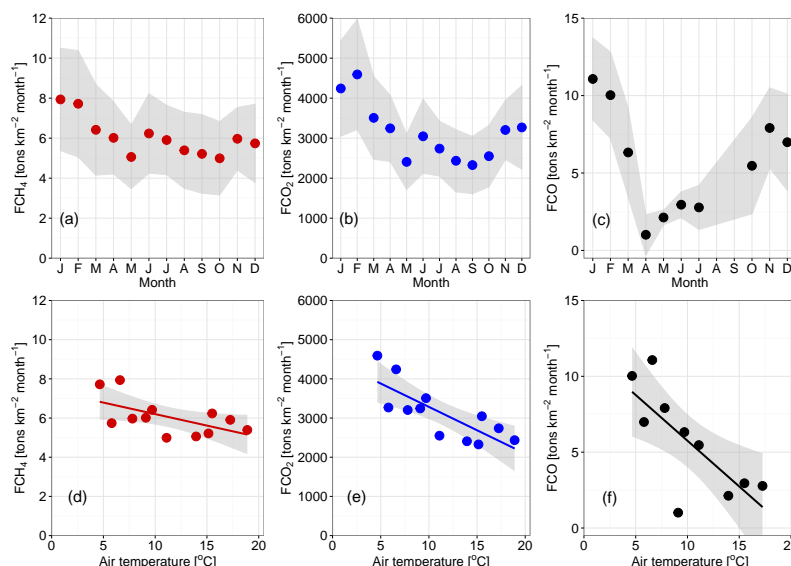 FCH₄ [tons km⁻² month⁻¹]
12
10
8
6
4
2
0
(a)
J F M A M J J A S O N D
Month
FCO₂ [tons km⁻² month⁻¹]
6000
5000
4000
3000
2000
1000
0
(b)
J F M A M J J A S O N D
Month
FCO [tons km⁻² month⁻¹]
15
10
5
0
(c)
J F M A M J J A S O N D
Month
FCH₄ [tons km⁻² month⁻¹]
12
10
8
6
4
2
0
(d)
0 5 10 15 20
Air temperature [°C]
FCO₂ [tons km⁻² month⁻¹]
6000
5000
4000
3000
2000
1000
0
(e)
0 5 10 15 20
Air temperature [°C]
FCO [tons km⁻² month⁻¹]
15
10
5
0
(f)
0 5 10 15 20
Air temperature [°C]